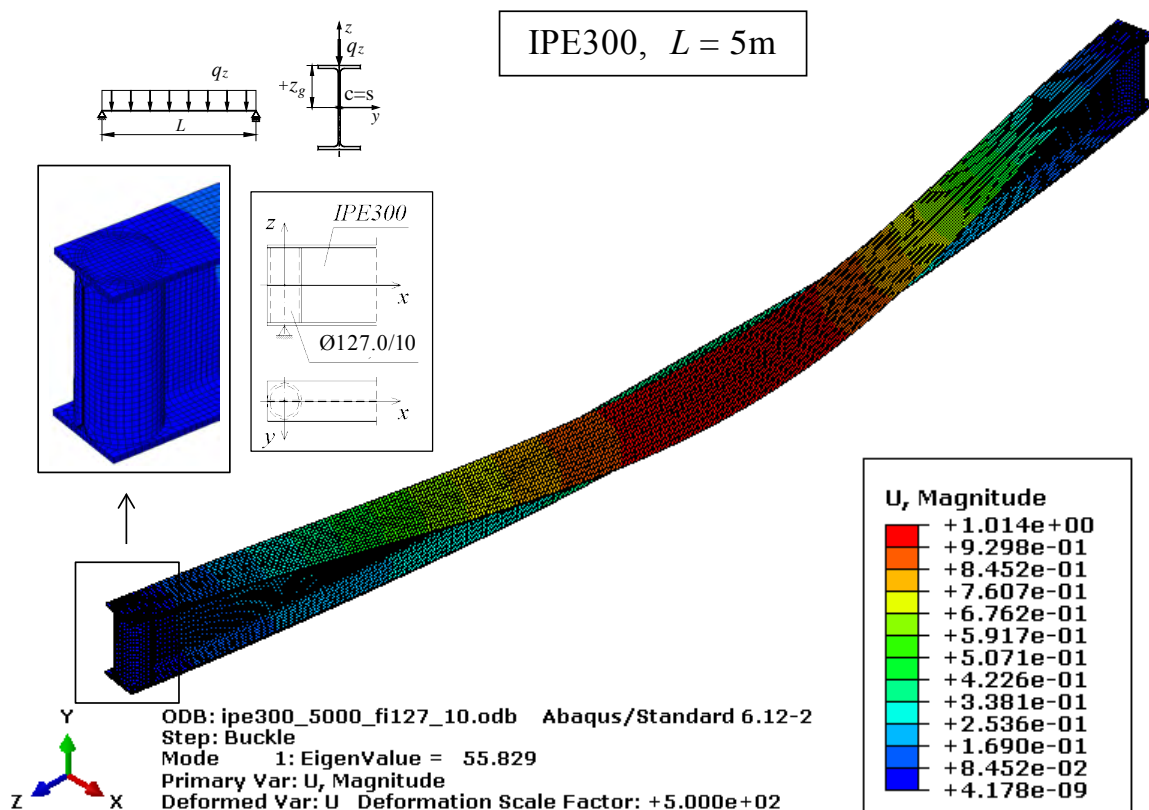 IPE300, L = 5m
z
qz
qz
+zg
c=s
y
L
IPE300
z
x
Ø127.0/10
x
y
U, Magnitude
+1.014e+00
+9.298e-01
+8.452e-01
+7.607e-01
+6.762e-01
+5.917e-01
+5.071e-01
+4.226e-01
+3.381e-01
+2.536e-01
+1.690e-01
+8.452e-02
+4.178e-09
Y
Z
X
ODB: ipe300_5000_fi127_10.odb Abaqus/Standard 6.12-2
Step: Buckle
Mode 1: EigenValue = 55.829
Primary Var: U, Magnitude
Deformed Var: U Deformation Scale Factor: +5.000e+02